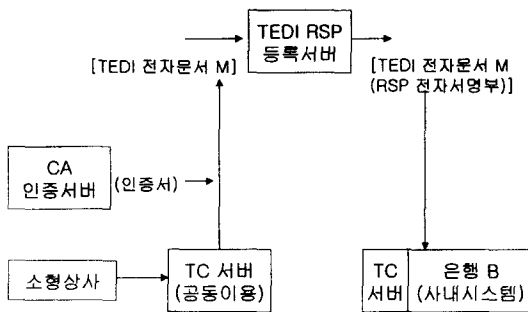 TEDI RSP
등록서버
[TEDI 전자문서 M]
[TEDI 전자문서 M
(RSP 전자서명부)]
CA
인증서버
(인증서)
소형상사
TC 서버
(공동이용)
TC
서버
은행 B
(사내시스템)